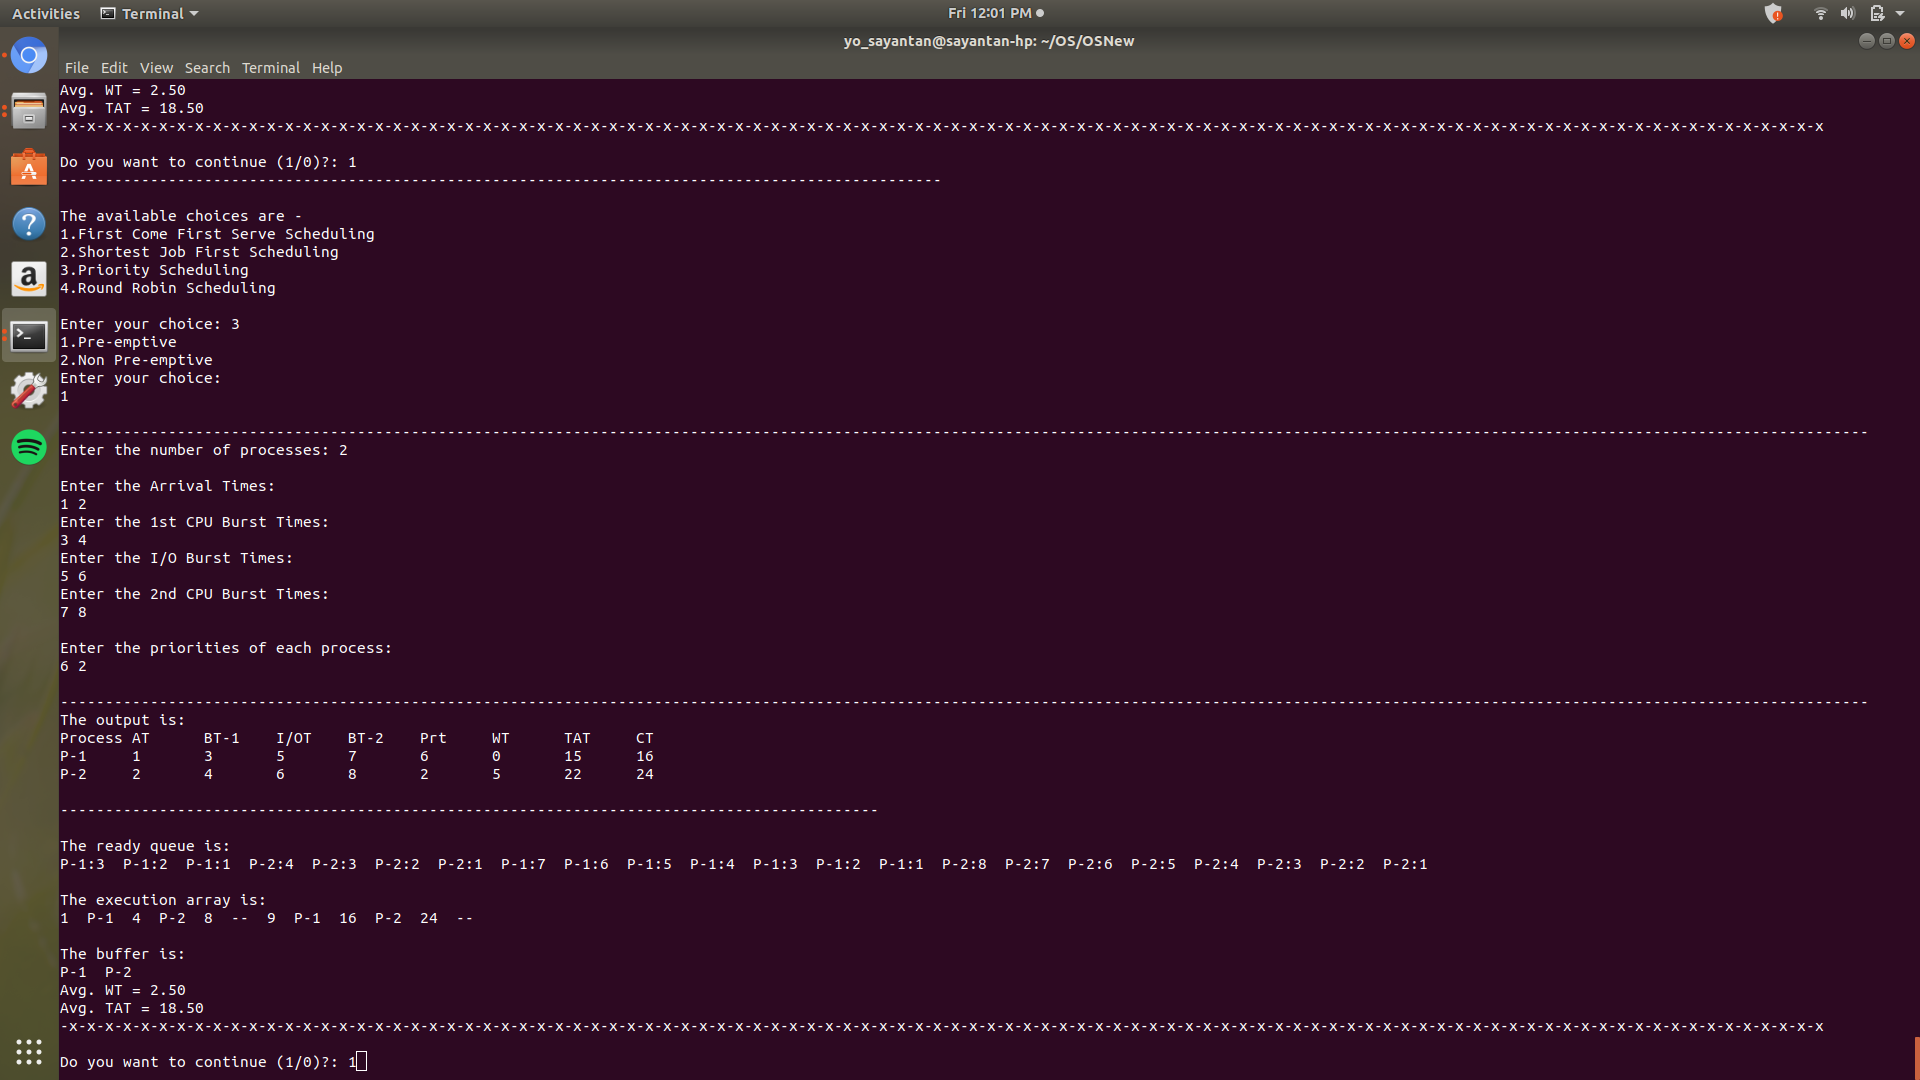 Activities Terminal Fri 12:01 PM
yo_sayantan@sayantan-hp: ~/OS/OSNew
File Edit View Search Terminal Help
Avg. WT = 2.50
Avg. TAT = 18.50
-x-x-x-x-x-x-x-x-x-x-x-x-x-x-x-x-x-x-x-x-x-x-x-x-x-x-x-x-x-x-x-x-x-x-x-x-x-x-x-x-x-x-x-x-x-x-x-x-x-x-x-x-x-x-x-x-x-x-x-x-x-x-x-x-x-x-x-x-x-x-x-x-x-x-x-x-x-x-x-x-x-x-x-x-x-x-x-x-x-x-x-x-x-x-x-x-x-x
Do you want to continue (1/0)?: 1
--------------------------------------------------------------------------------------------------
The available choices are -
1.First Come First Serve Scheduling
2.Shortest Job First Scheduling
3.Priority Scheduling
4.Round Robin Scheduling
Enter your choice: 3
1.Pre-emptive
2.Non Pre-emptive
Enter your choice:
1
---------------------------------------------------------------------------------------------------------------------------------------------------------------------------------------------------------
Enter the number of processes: 2
Enter the Arrival Times:
1 2
Enter the 1st CPU Burst Times:
3 4
Enter the I/O Burst Times:
5 6
Enter the 2nd CPU Burst Times:
7 8
Enter the priorities of each process:
6 2
---------------------------------------------------------------------------------------------------------------------------------------------------------------------------------------------------------
The output is:
Process AT BT-1 I/OT BT-2 Prt WT TAT CT
P-1 1 3 5 7 6 0 15 16
P-2 2 4 6 8 2 5 22 24
-------------------------------------------------------------------------------------------
The ready queue is:
P-1:3 P-1:2 P-1:1 P-2:4 P-2:3 P-2:2 P-2:1 P-1:7 P-1:6 P-1:5 P-1:4 P-1:3 P-1:2 P-1:1 P-2:8 P-2:7 P-2:6 P-2:5 P-2:4 P-2:3 P-2:2 P-2:1
The execution array is:
1 P-1 4 P-2 8 -- 9 P-1 16 P-2 24 --
The buffer is:
P-1 P-2
Avg. WT = 2.50
Avg. TAT = 18.50
-x-x-x-x-x-x-x-x-x-x-x-x-x-x-x-x-x-x-x-x-x-x-x-x-x-x-x-x-x-x-x-x-x-x-x-x-x-x-x-x-x-x-x-x-x-x-x-x-x-x-x-x-x-x-x-x-x-x-x-x-x-x-x-x-x-x-x-x-x-x-x-x-x-x-x-x-x-x-x-x-x-x-x-x-x-x-x-x-x-x-x-x-x-x-x-x-x-x
Do you want to continue (1/0)?: 1